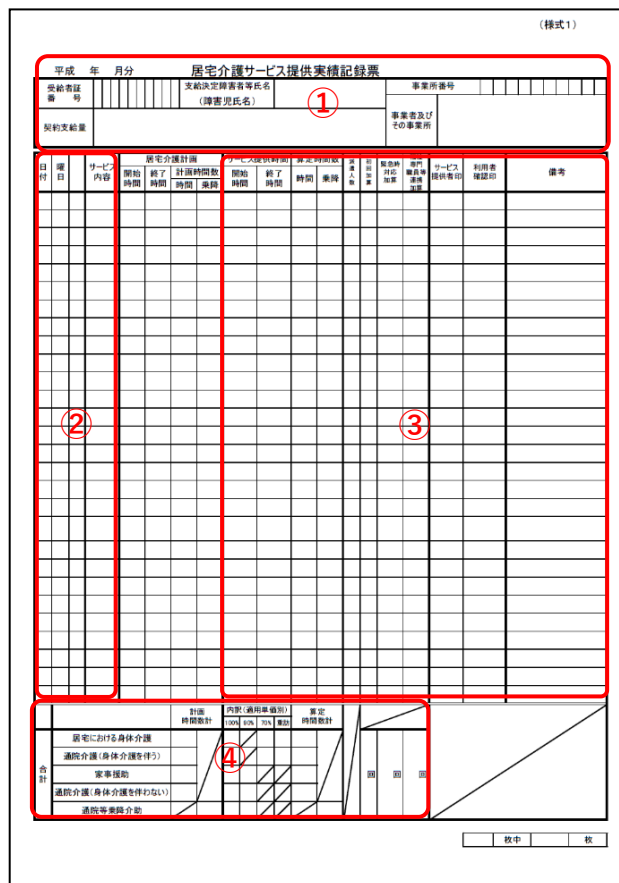 (様式1)
平成 年 月分 居宅介護サービス提供実績記録票
受給者証番号 支給決定障害者等氏名(障害児氏名) 事業所番号
①
契約支給量 事業者及びその事業所
日付 曜日 サービス内容 居宅介護計画 サービス提供時間 算定時間数 派遣人数 初回加算 緊急時対応加算 専門職員等連携加算 サービス提供者印 利用者確認印 備考
開始時間 終了時間 計画時間数 開始時間 終了時間 時間 乗降
時間 乗降
② ③
合計 計画時間数計 内訳(適用単価別) 算定時間数計
100% 90% 70% 重訪
居宅における身体介護
④
通院介護(身体介護を伴う)
家事援助 回 回 回
通院介護(身体介護を伴わない)
通院等乗降介助
枚中 枚